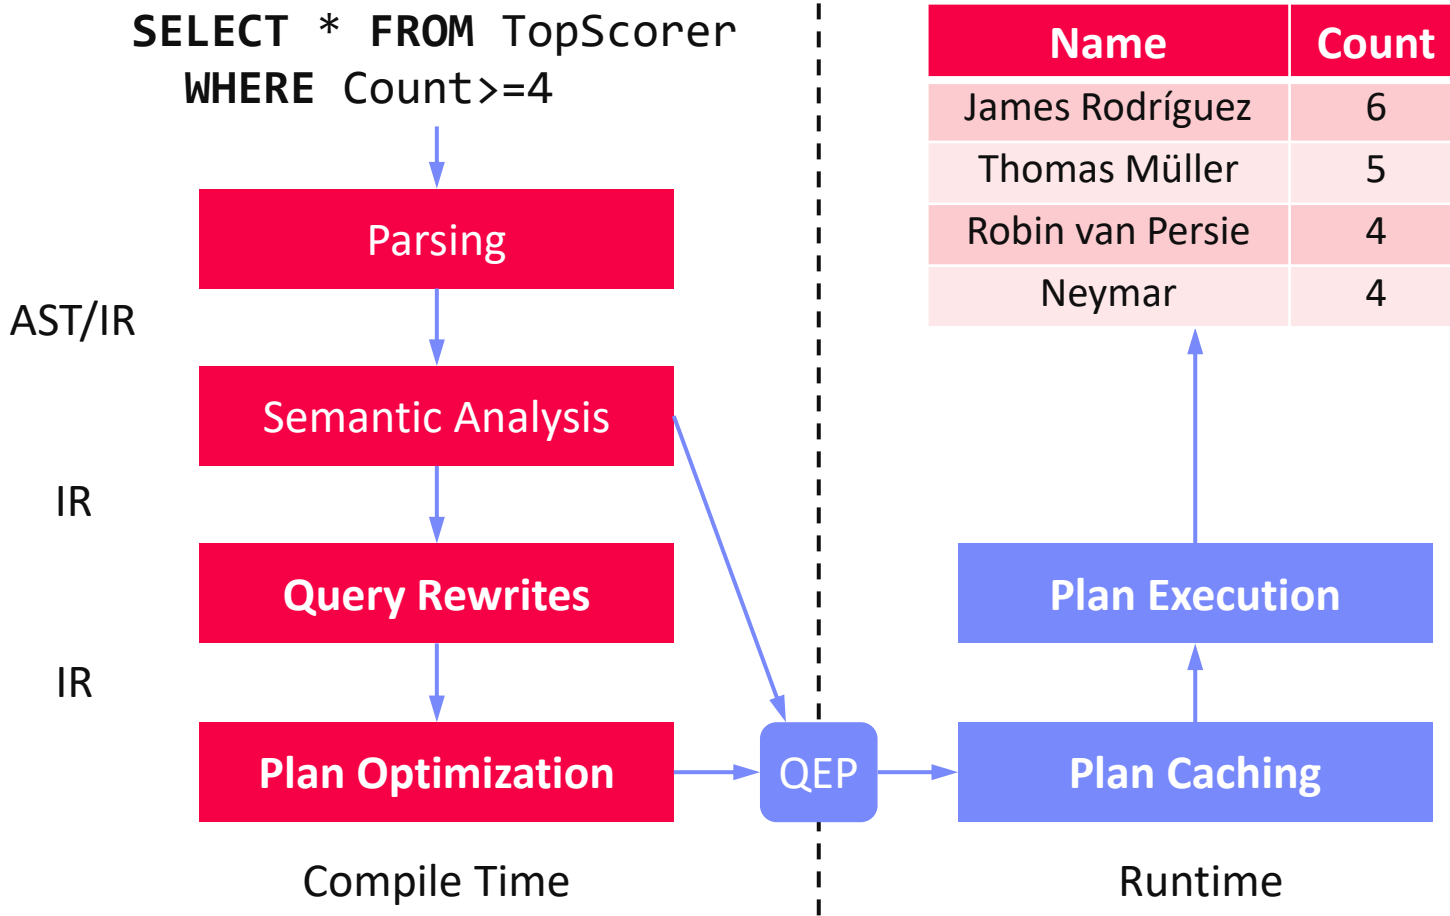 SELECT * FROM TopScorer
WHERE Count>=4
Parsing
AST/IR
Semantic Analysis
IR
Query Rewrites
IR
Plan Optimization
QEP
Compile Time
Name Count
James Rodríguez 6
Thomas Müller 5
Robin van Persie 4
Neymar 4
Plan Execution
Plan Caching
Runtime